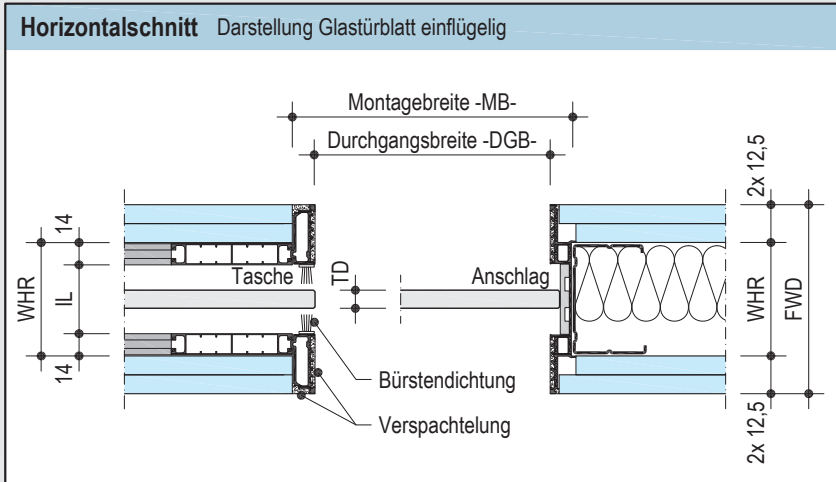 Horizontalschnitt Darstellung Glastürblatt einflügelig
Montagebreite -MB-
Durchgangsbreite -DGB-
2x 12,5
14
Tasche
TD
Anschlag
WHR
IL
WHR
FWD
14
Bürstendichtung
Verspachtelung
2x 12,5